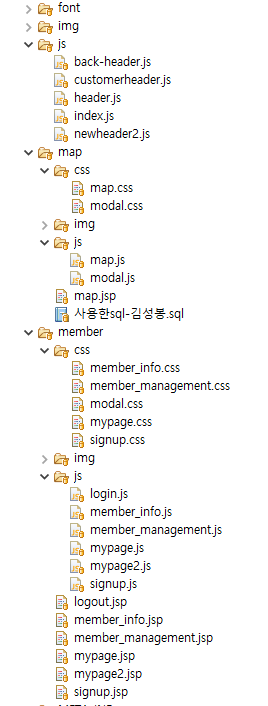 font
img
js
back-header.js
customerheader.js
header.js
index.js
newheader2.js
map
css
map.css
modal.css
img
js
map.js
modal.js
map.jsp
사용한sql-김성봉.sql
member
css
member_info.css
member_management.css
modal.css
mypage.css
signup.css
img
js
login.js
member_info.js
member_management.js
mypage.js
mypage2.js
signup.js
logout.jsp
member_info.jsp
member_management.jsp
mypage.jsp
mypage2.jsp
signup.jsp